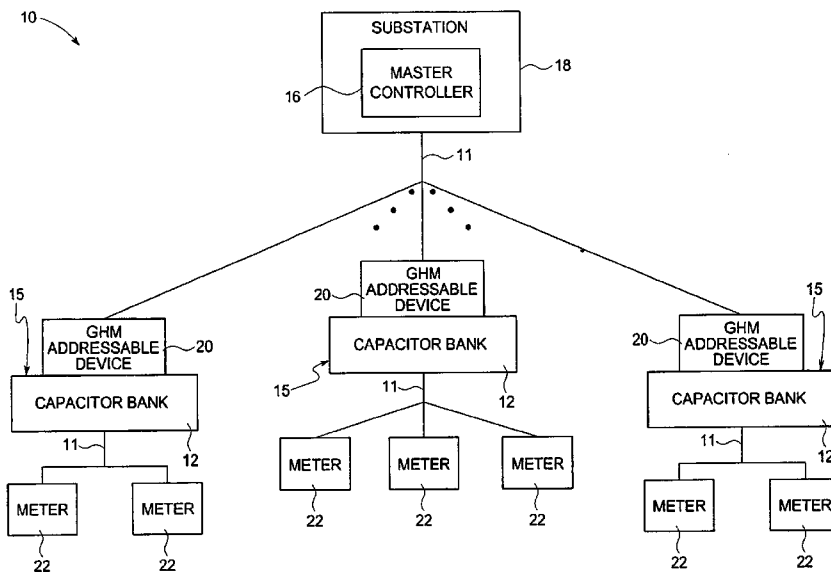 10
SUBSTATION
MASTER
CONTROLLER
16
18
11
GHM
ADDRESSABLE
DEVICE
20
CAPACITOR BANK
15
12
11
METER
METER
METER
22
22
22
15
GHM
ADDRESSABLE
DEVICE
20
CAPACITOR BANK
11
12
METER
METER
22
22
15
GHM
ADDRESSABLE
DEVICE
20
CAPACITOR BANK
11
12
METER
METER
22
22